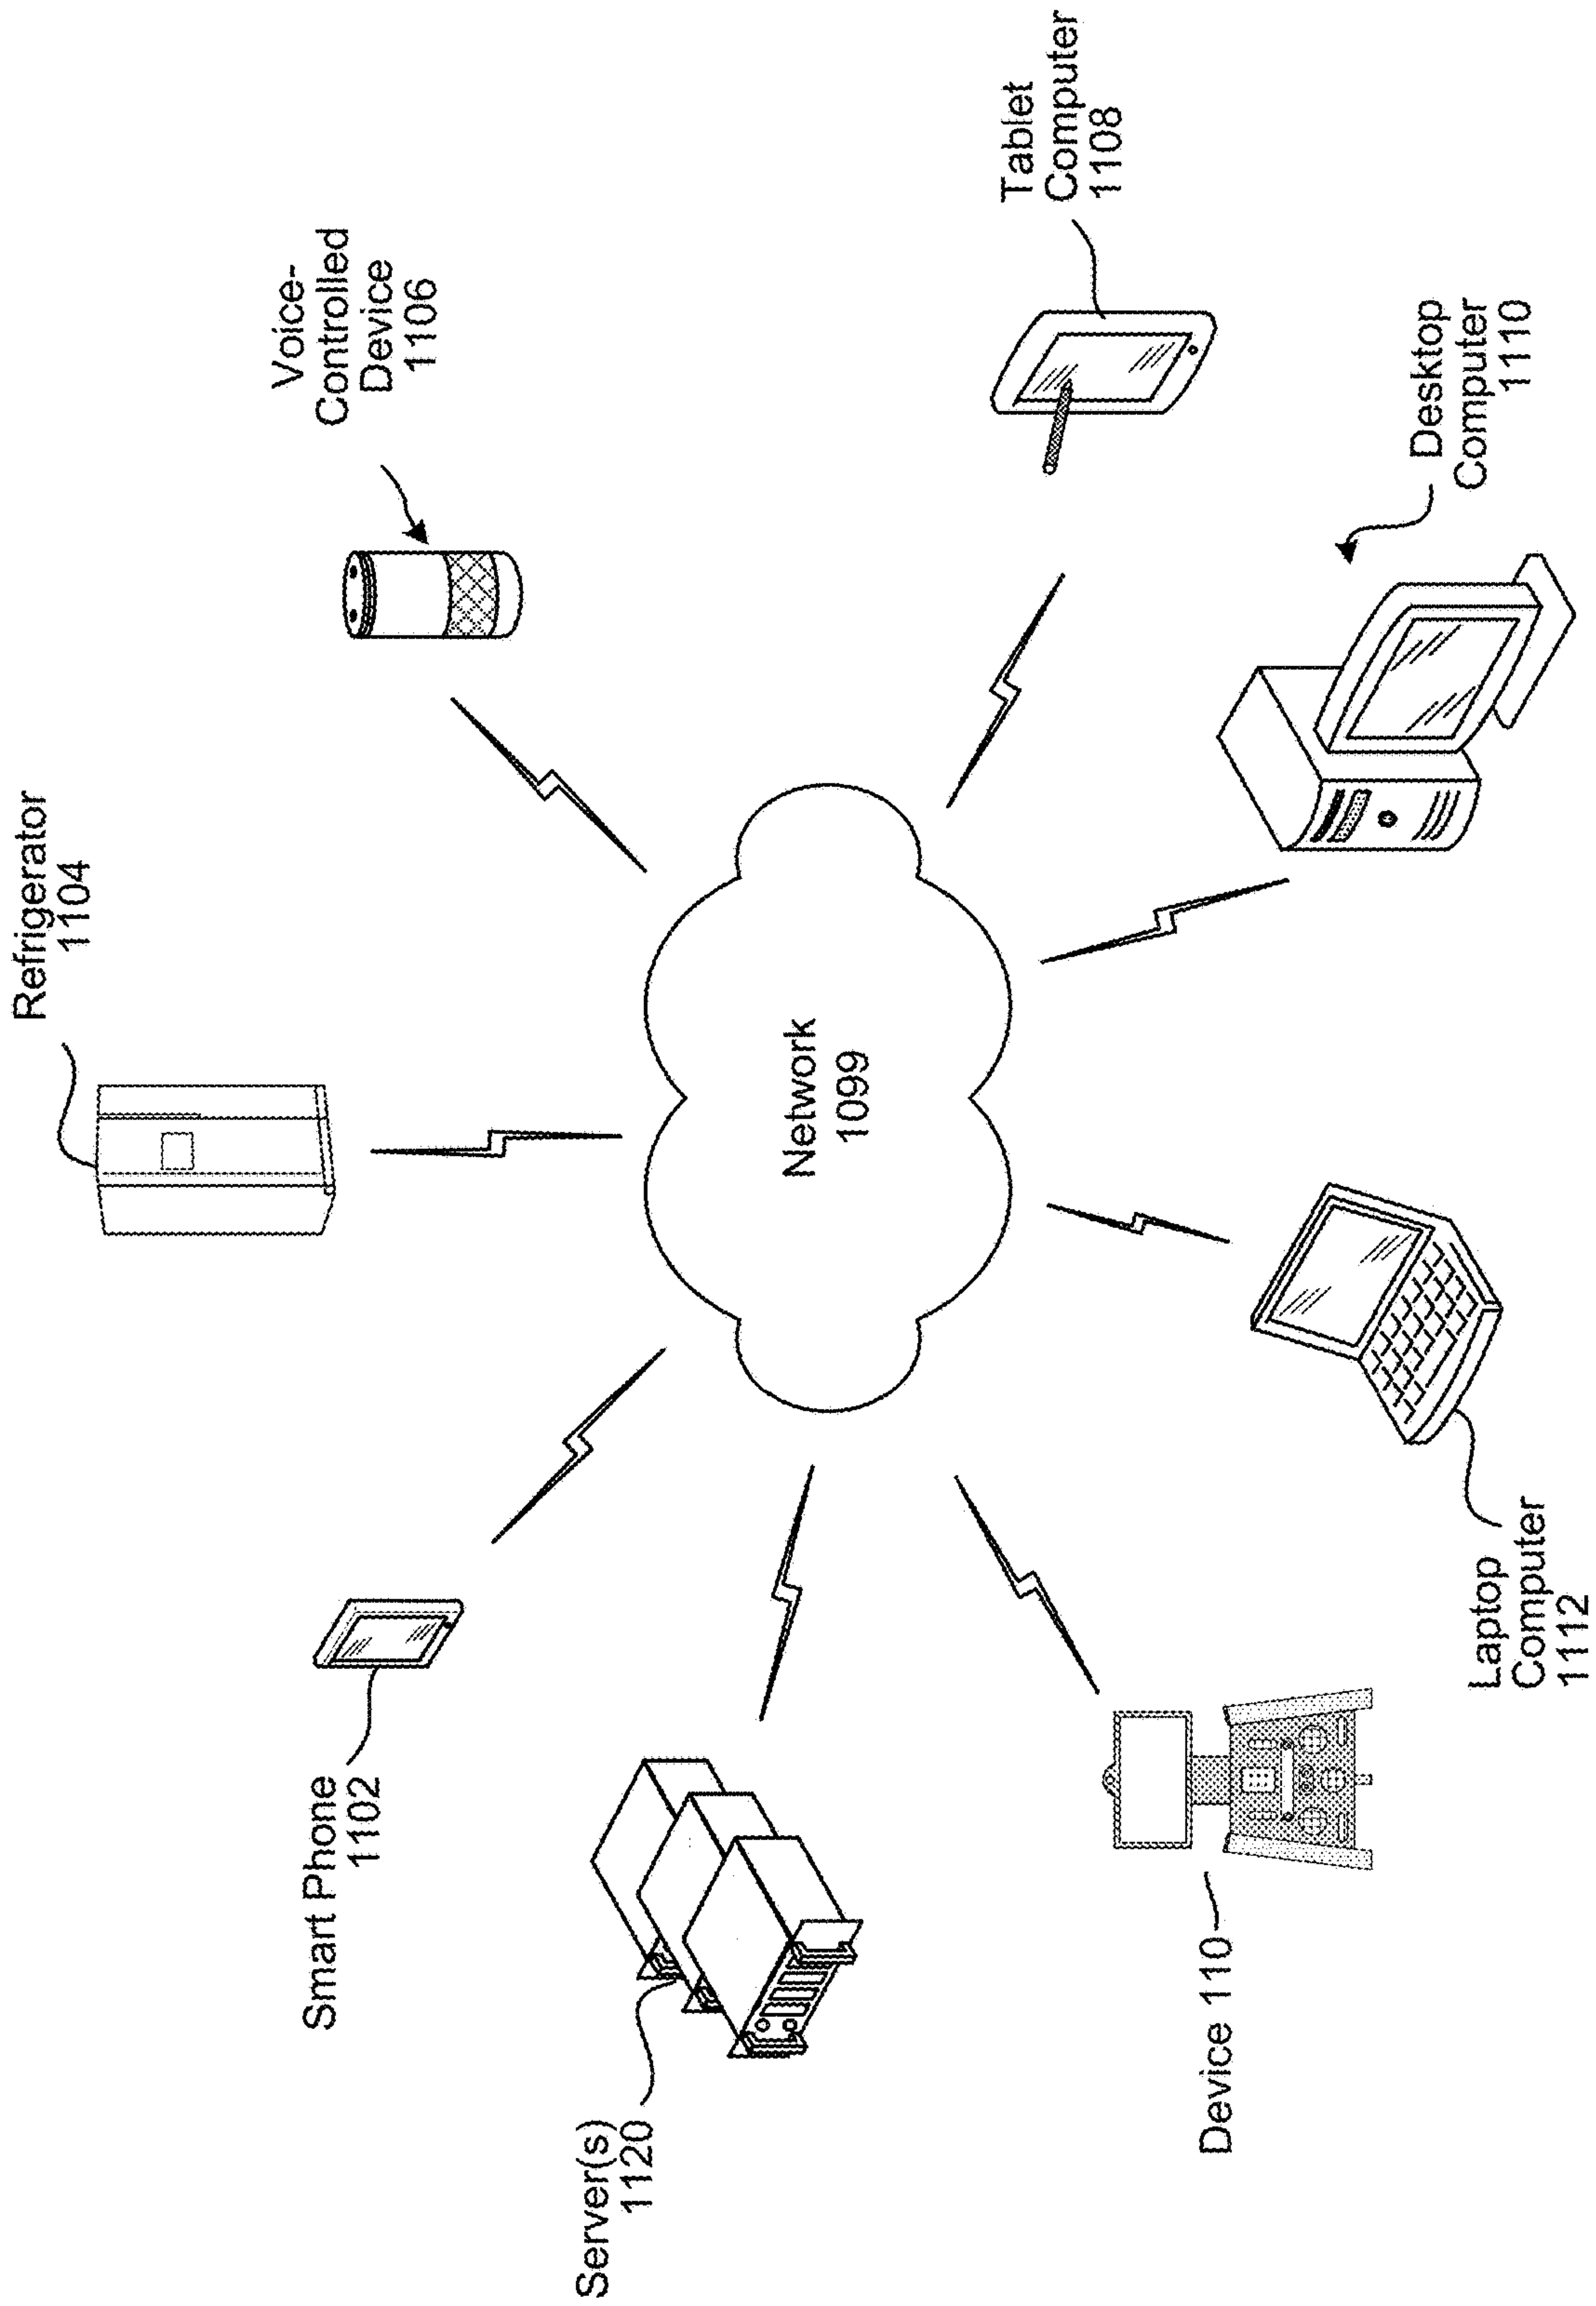 Refrigerator
1104
Voice-
Controlled
Device
1106
Smart Phone
1102
Server(s)
1120
Network
1099
Tablet
Computer
1108
Device 110
Desktop
Computer
1110
Laptop
Computer
1112